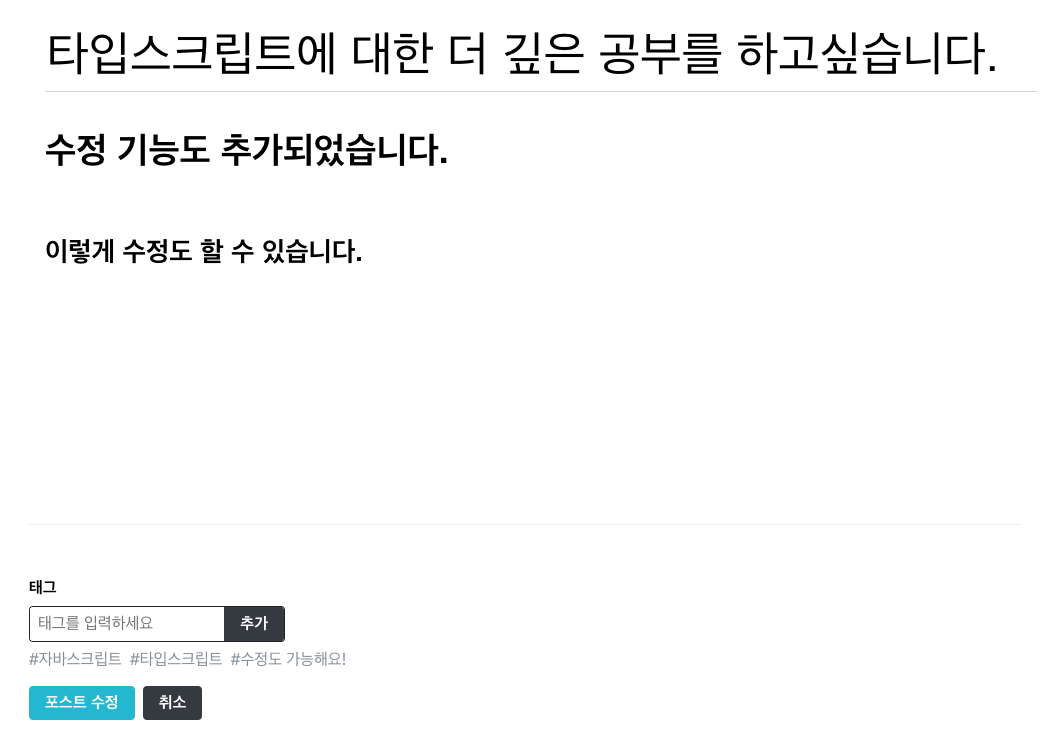 타입스크립트에 대한 더 깊은 공부를 하고싶습니다.
수정 기능도 추가되었습니다.
이렇게 수정도 할 수 있습니다.
태그
태그를 입력하세요 추가
#자바스크립트 #타입스크립트 #수정도 가능해요!
포스트 수정 취소